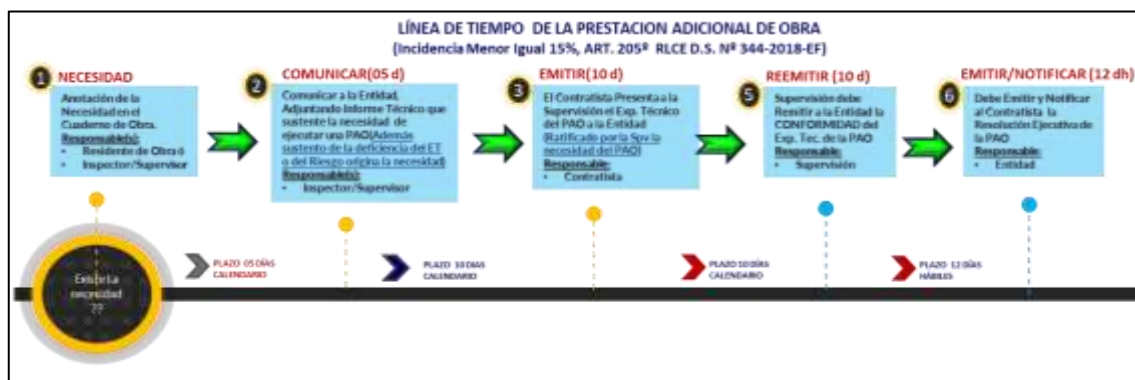 LÍNEA DE TIEMPO DE LA PRESTACION ADICIONAL DE OBRA
(Incidencia Menor Igual 15%, ART. 205º RLCE D.S. Nº 344-2018-EF)
1 NECESIDAD
Anotación de la
Necesidad en el
Cuaderno de Obra.
Responsable(s):
• Residente de Obra ó
• Inspector/Supervisor
2 COMUNICAR(05 d)
Comunicar a la Entidad,
Adjuntando Informe Técnico que
sustente la necesidad de
ejecutar una PAO(Además
sustento de la deficiencia del ET
o del Riesgo origina la necesidad)
Responsable(s):
• Inspector/Supervisor
3 EMITIR(10 d)
El Contratista Presenta a la
Supervisión el Exp. Técnico
del PAO a la Entidad
(Ratificado por la Spv la
necesidad del PAO)
Responsable:
• Contratista
5 REEMITIR (10 d)
Supervisión debe
Remitir a la Entidad la
CONFORMIDAD del
Exp. Tec. de la PAO
Responsable:
• Supervisión
6 EMITIR/NOTIFICAR (12 dh)
Debe Emitir y Notificar
al Contratista la
Resolución Ejecutiva de
la PAO
Responsable:
• Entidad
Existe La
necesidad
??
PLAZO 05 DÍAS
CALENDARIO
PLAZO 10 DIAS
CALENDARIO
PLAZO 10 DÍAS
CALENDARIO
PLAZO 12 DÍAS
HÁBILES